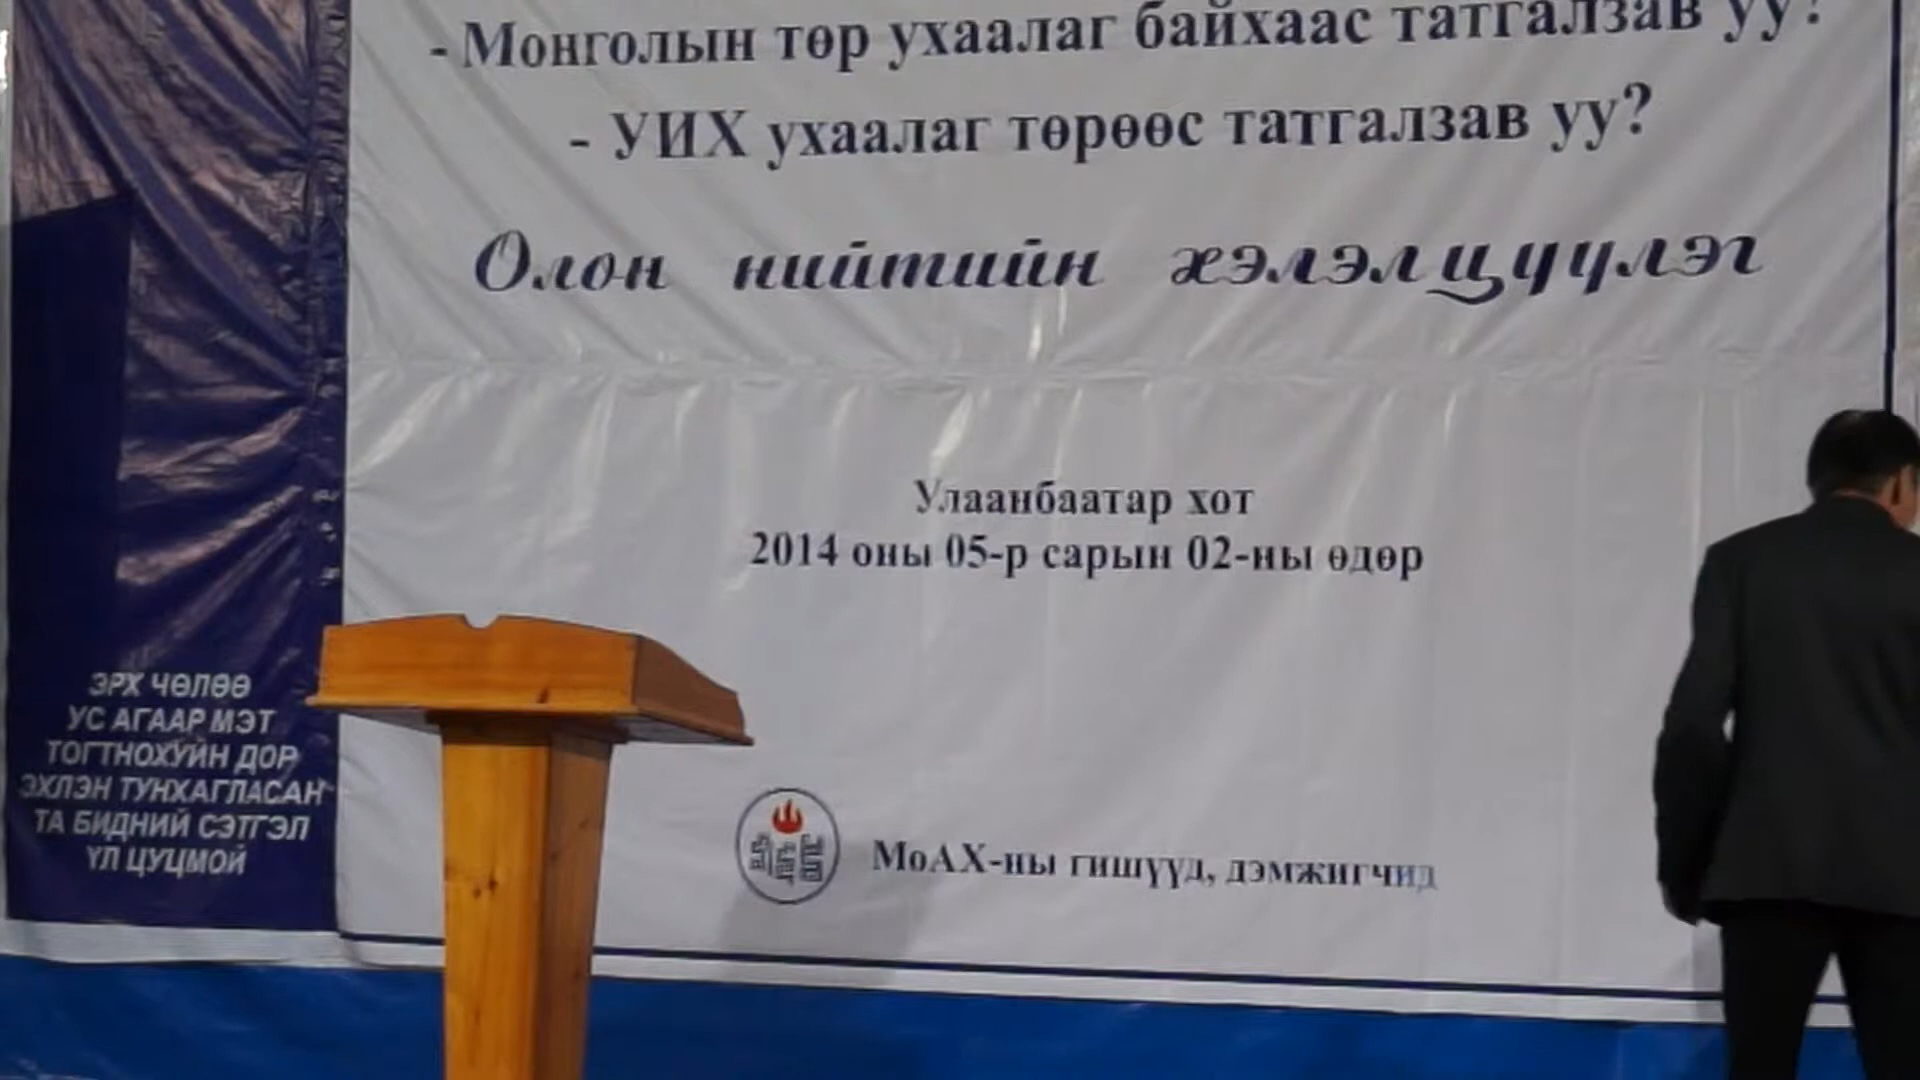 - Монголын төр ухаалаг байхаас татгалзав уу?
- УИХ ухаалаг төрөөс татгалзав уу?
Олон нийтийн хэлэлцүүлэг
Улаанбаатар хот
2014 оны 05-р сарын 02-ны өдөр
МоАХ-ны гишүүд, дэмжигчид
ЭРХ ЧӨЛӨӨ
УС АГААР МЭТ
ТОГТНОХУЙН ДОР
ЭХЛЭН ТУНХАГЛАСАН
ТА БИДНИЙ СЭТГЭЛ
ҮЛ ЦУЦМОЙ